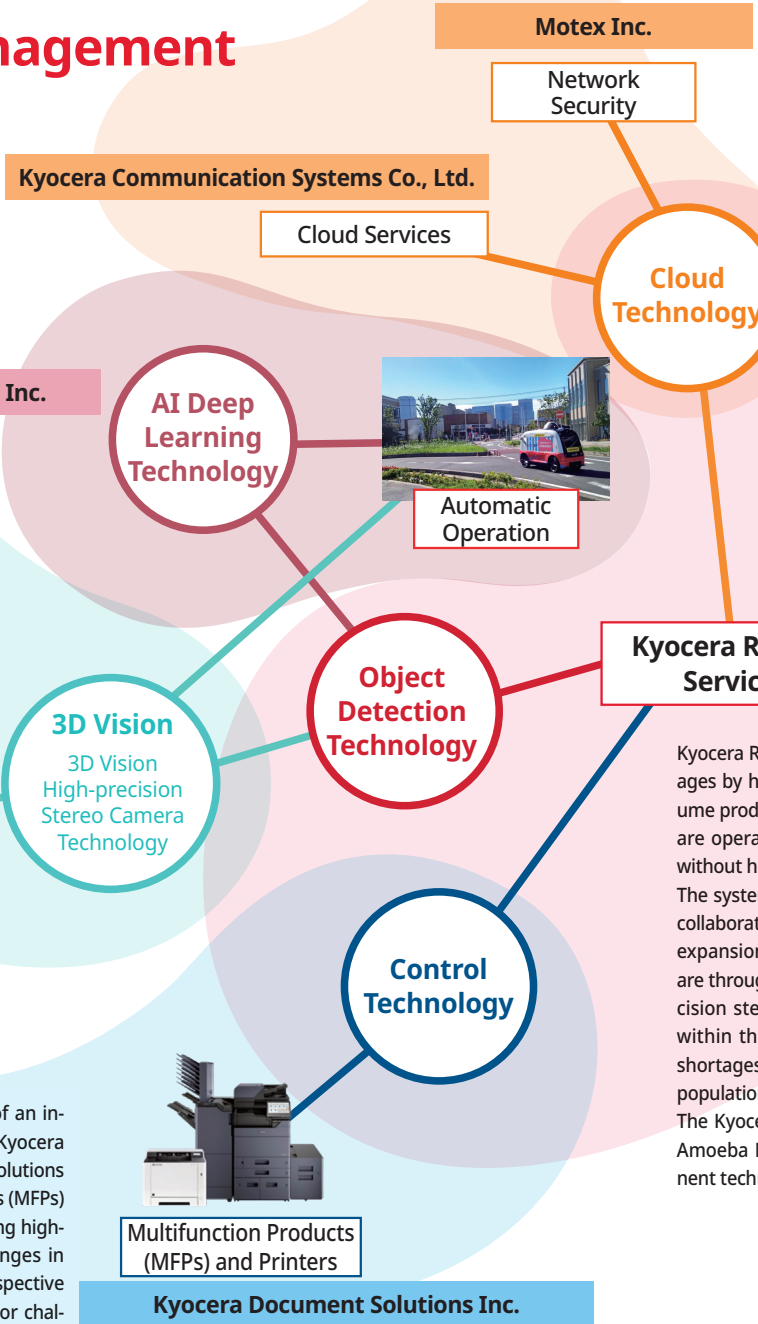 nagement
Motex Inc.
Network
Security
Kyocera Communication Systems Co., Ltd.
Cloud Services
Cloud
Technology
Inc.
AI Deep
Learning
Technology
Automatic
Operation
Kyocera R
Servic
Object
Detection
Technology
3D Vision
3D Vision
High-precision
Stereo Camera
Technology
Kyocera R
ages by h
ume prod
are opera
without h
The syste
collaborat
expansion
are throug
cision ste
within th
shortages
population
The Kyoce
Amoeba
nent tech
Control
Technology
of an in-
Kyocera
olutions
s (MFPs)
ng high-
nges in
spective
or chal-
Multifunction Products
(MFPs) and Printers
Kyocera Document Solutions Inc.